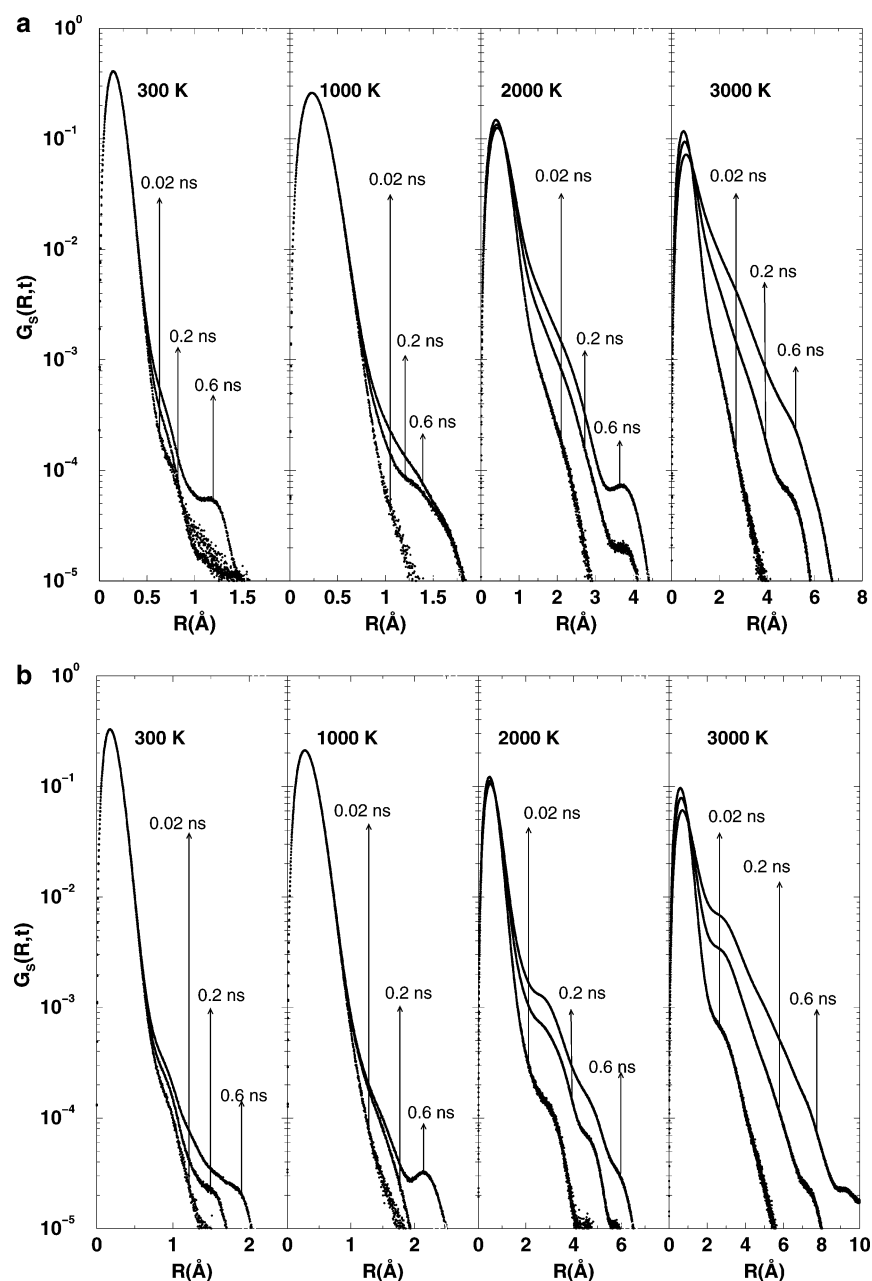 a
10^0
300 K 1000 K 2000 K 3000 K
10^-1
0.02 ns 0.02 ns 0.02 ns 0.02 ns
10^-2
0.2 ns
G_S(R,t)
0.2 ns 0.2 ns 0.2 ns 0.6 ns
10^-3
0.6 ns 0.6 ns 0.6 ns
10^-4
10^-5
0 0.5 1 1.5 0 0.5 1 1.5 0 1 2 3 4 0 2 4 6 8
R(Å) R(Å) R(Å) R(Å)
b
10^0
300 K 1000 K 2000 K 3000 K
10^-1
0.02 ns 0.02 ns 0.02 ns 0.02 ns
0.2 ns
10^-2
G_S(R,t)
0.2 ns 0.2 ns 0.2 ns 0.6 ns
10^-3
0.6 ns 0.6 ns 0.6 ns
10^-4
10^-5
0 1 2 0 1 2 0 2 4 6 0 2 4 6 8 10
R(Å) R(Å) R(Å) R(Å)